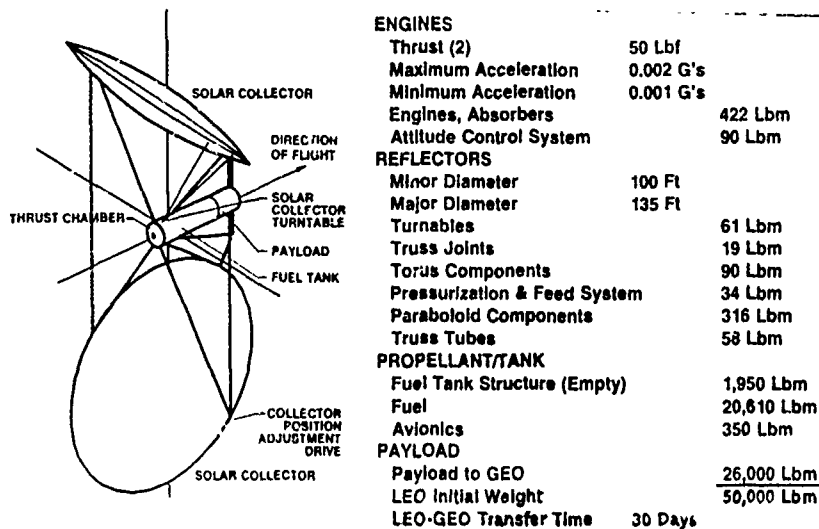 SOLAR COLLECTOR
DIRECTION
OF FLIGHT
THRUST CHAMBER
SOLAR
COLLECTOR
TURNTABLE
PAYLOAD
FUEL TANK
COLLECTOR
POSITION
ADJUSTMENT
DRIVE
SOLAR COLLECTOR
ENGINES
Thrust (2) 50 Lbf
Maximum Acceleration 0.002 G's
Minimum Acceleration 0.001 G's
Engines, Absorbers 422 Lbm
Attitude Control System 90 Lbm
REFLECTORS
Minor Diameter 100 Ft
Major Diameter 135 Ft
Turnables 61 Lbm
Truss Joints 19 Lbm
Torus Components 90 Lbm
Pressurization & Feed System 34 Lbm
Paraboloid Components 316 Lbm
Truss Tubes 58 Lbm
PROPELLANT/TANK
Fuel Tank Structure (Empty) 1,950 Lbm
Fuel 20,610 Lbm
Avionics 350 Lbm
PAYLOAD
Payload to GEO 26,000 Lbm
LEO Initial Weight 50,000 Lbm
LEO-GEO Transfer Time 30 Days